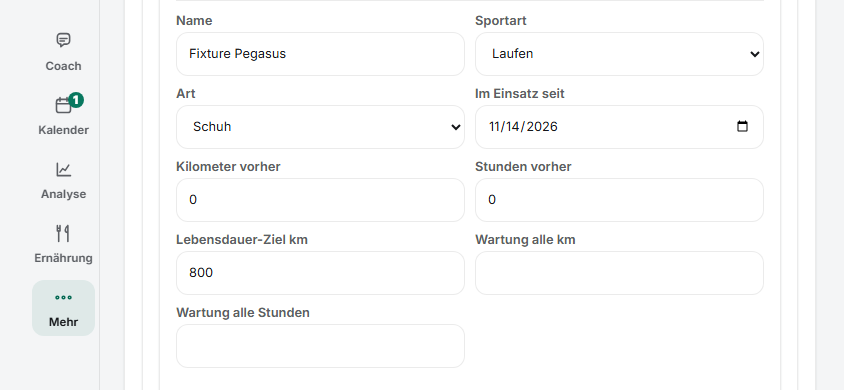 Coach
1
Kalender
Analyse
Ernährung
Mehr
Name
Sportart
Fixture Pegasus
Laufen
Art
Im Einsatz seit
Schuh
11/14/2026
Kilometer vorher
Stunden vorher
0
0
Lebensdauer-Ziel km
Wartung alle km
800
Wartung alle Stunden